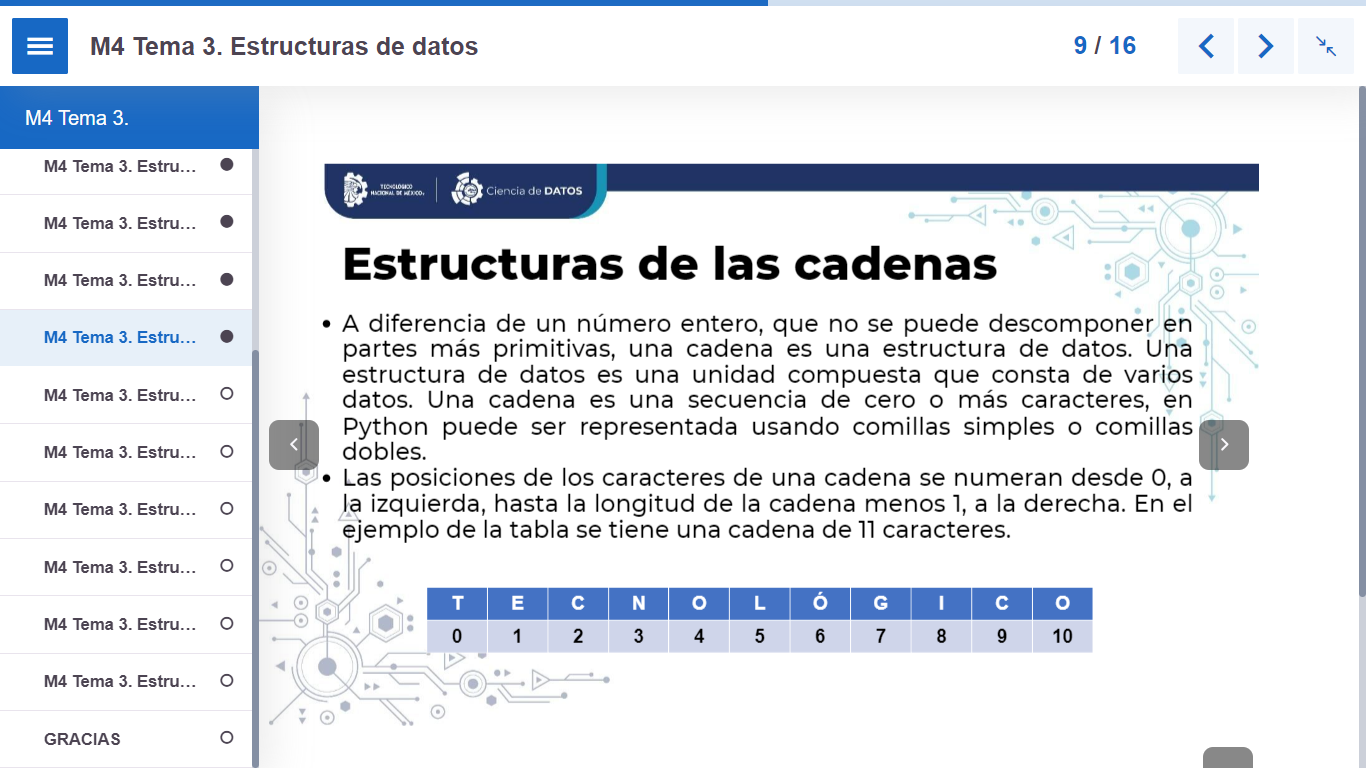 M4 Tema 3. Estructuras de datos
9 / 16
M4 Tema 3.
M4 Tema 3. Estru...
M4 Tema 3. Estru...
M4 Tema 3. Estru...
M4 Tema 3. Estru...
M4 Tema 3. Estru...
M4 Tema 3. Estru...
M4 Tema 3. Estru...
M4 Tema 3. Estru...
M4 Tema 3. Estru...
M4 Tema 3. Estru...
GRACIAS
TECNOLÓGICO
NACIONAL DE MÉXICO
Ciencia de DATOS
Estructuras de las cadenas
• A diferencia de un número entero, que no se puede descomponer en
partes más primitivas, una cadena es una estructura de datos. Una
estructura de datos es una unidad compuesta que consta de varios
datos. Una cadena es una secuencia de cero o más caracteres, en
Python puede ser representada usando comillas simples o comillas
dobles.
• Las posiciones de los caracteres de una cadena se numeran desde 0, a
la izquierda, hasta la longitud de la cadena menos 1, a la derecha. En el
ejemplo de la tabla se tiene una cadena de 11 caracteres.
T E C N O L Ó G I C O
0 1 2 3 4 5 6 7 8 9 10